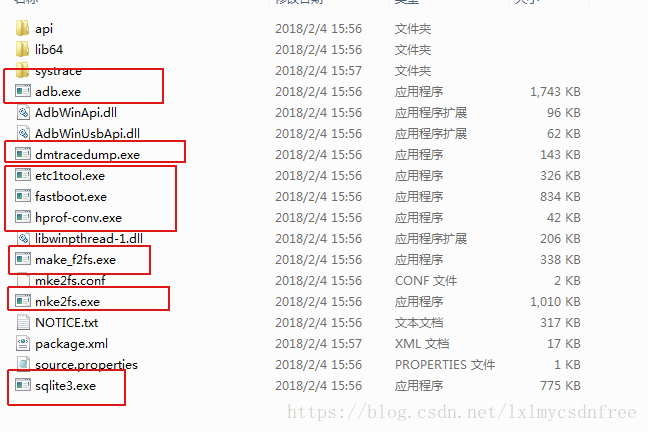 api 2018/2/4 15:56 文件夹
lib64 2018/2/4 15:56 文件夹
systrace 2018/2/4 15:57 文件夹
adb.exe 2018/2/4 15:56 应用程序 1,743 KB
AdbWinApi.dll 2018/2/4 15:56 应用程序扩展 96 KB
AdbWinUsbApi.dll 2018/2/4 15:56 应用程序扩展 62 KB
dmtracedump.exe 2018/2/4 15:56 应用程序 143 KB
etc1tool.exe 2018/2/4 15:56 应用程序 326 KB
fastboot.exe 2018/2/4 15:56 应用程序 834 KB
hprof-conv.exe 2018/2/4 15:56 应用程序 42 KB
libwinpthread-1.dll 2018/2/4 15:56 应用程序扩展 206 KB
make_f2fs.exe 2018/2/4 15:56 应用程序 338 KB
mke2fs.conf 2018/2/4 15:56 CONF 文件 2 KB
mke2fs.exe 2018/2/4 15:56 应用程序 1,010 KB
NOTICE.txt 2018/2/4 15:56 文本文档 317 KB
package.xml 2018/2/4 15:57 XML 文档 17 KB
source.properties 2018/2/4 15:56 PROPERTIES 文件 1 KB
sqlite3.exe 2018/2/4 15:56 应用程序 775 KB
https://blog.csdn.net/lxlmycsdnfree